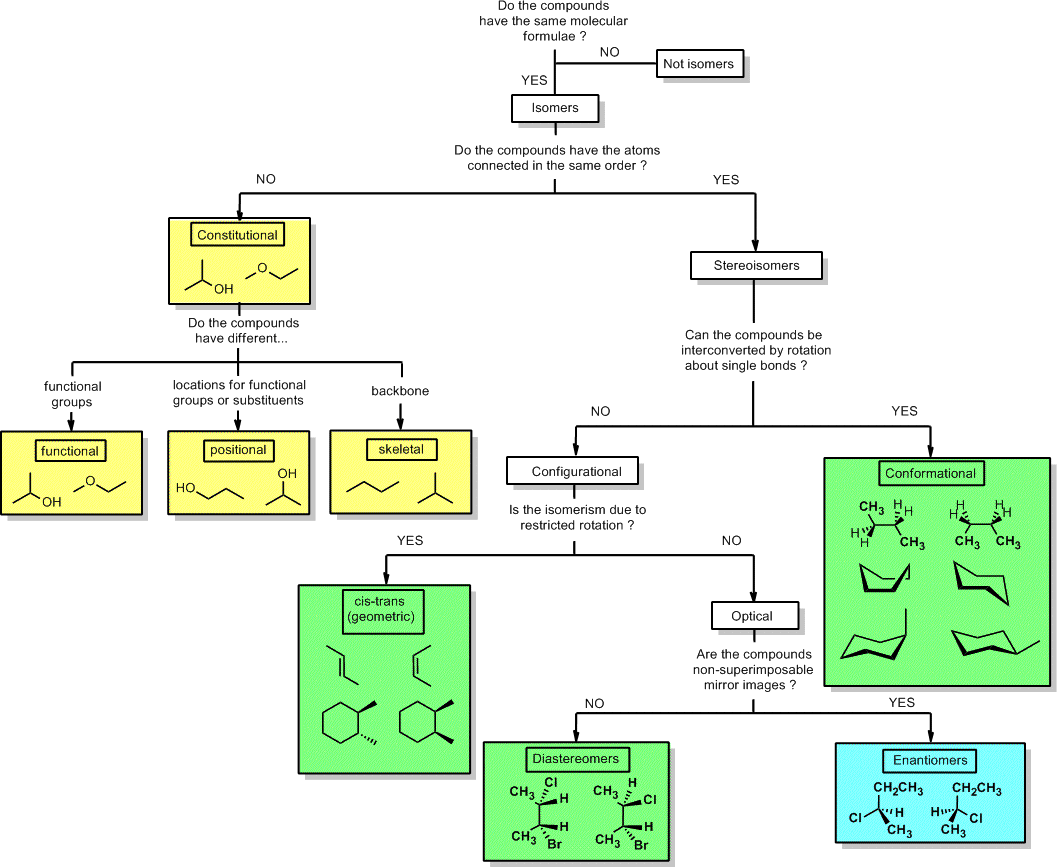 Do the compounds
have the same molecular
formulae ?
NO
Not isomers
YES
Isomers
Do the compounds have the atoms
connected in the same order ?
NO
YES
Constitutional
O
OH
Stereoisomers
Do the compounds
have different...
Can the compounds be
interconverted by rotation
about single bonds ?
functional
groups
locations for functional
groups or substituents
backbone
NO
YES
functional
O
OH
positional
HO
OH
skeletal
Configurational
Conformational
CH3
H
H
H
H
CH3
H
H
H
H
CH3
CH3
Is the isomerism due to
restricted rotation ?
YES
NO
cis-trans
(geometric)
Optical
Are the compounds
non-superimposable
mirror images ?
NO
YES
Diastereomers
Cl
CH3
H
CH3
H
Br
H
CH3
Cl
CH3
H
Br
Enantiomers
CH2CH3
Cl
H
CH3
CH2CH3
H
Cl
CH3